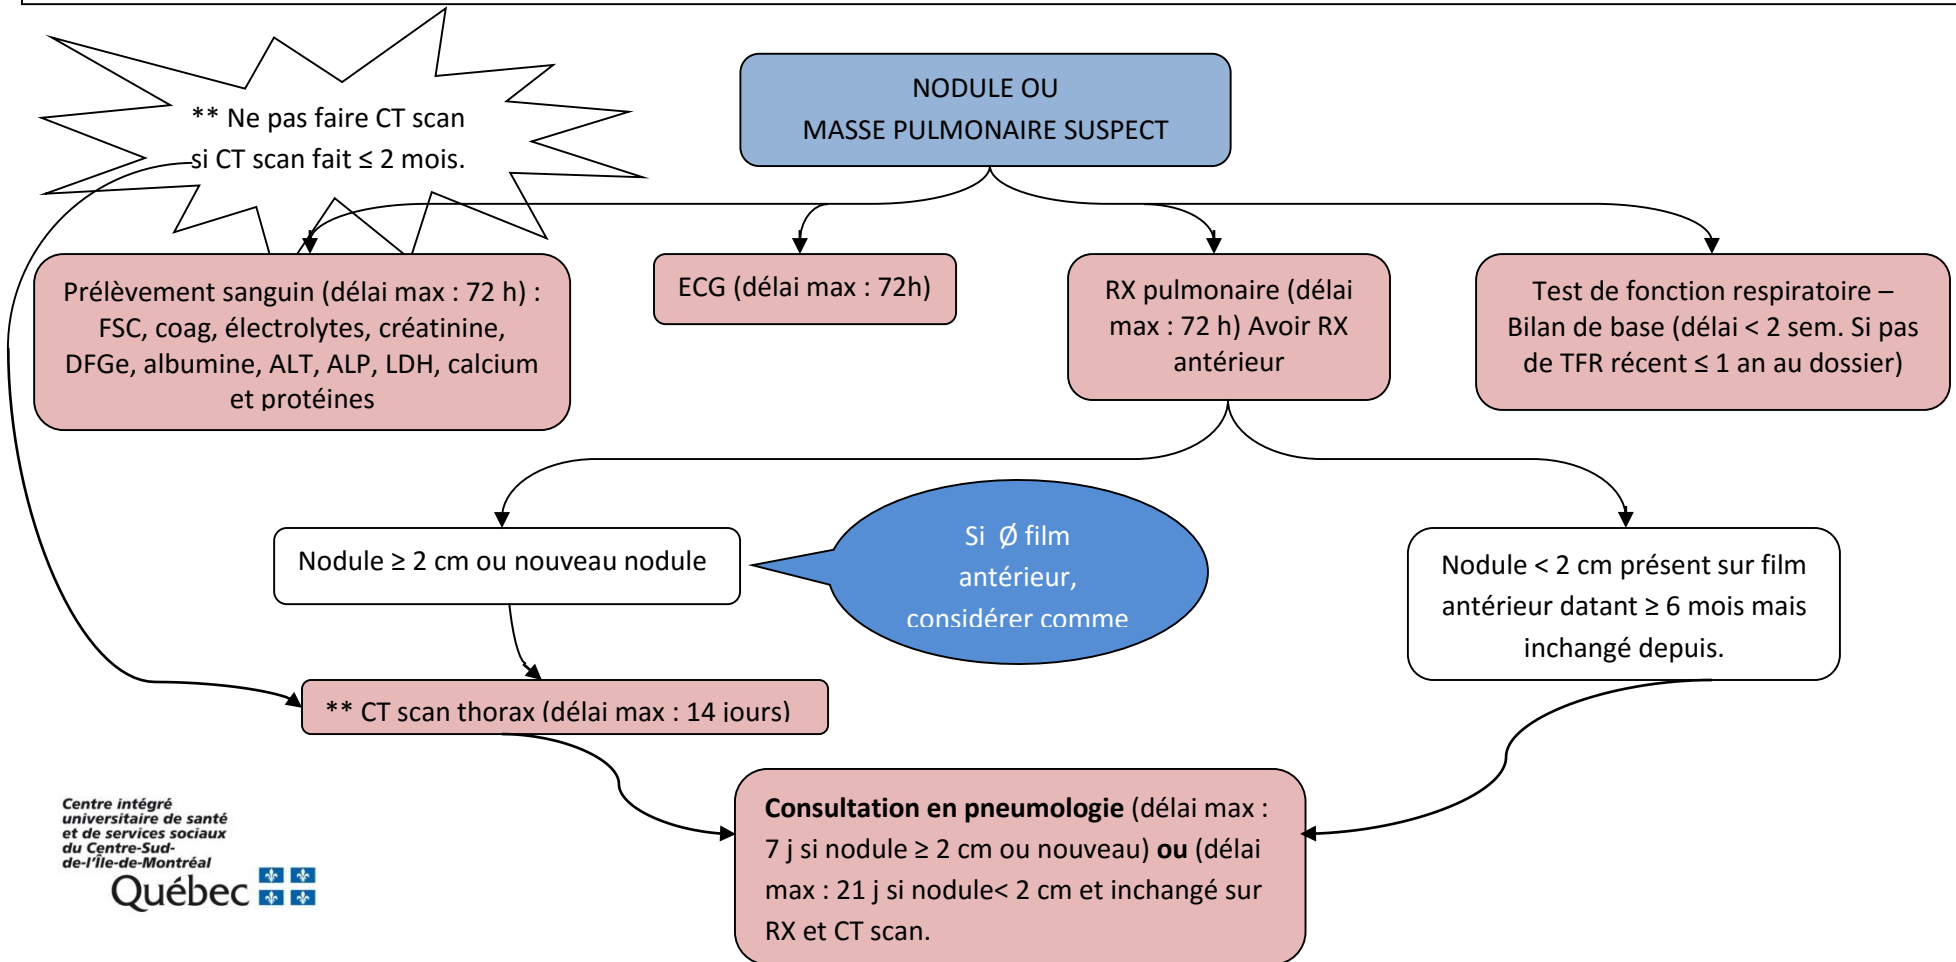 ** Ne pas faire CT scan
si CT scan fait ≤ 2 mois.
NODULE OU
MASSE PULMONAIRE SUSPECT
Prélèvement sanguin (délai max : 72 h) :
FSC, coag, électrolytes, créatinine,
DFGe, albumine, ALT, ALP, LDH, calcium
et protéines
ECG (délai max : 72h)
RX pulmonaire (délai
max : 72 h) Avoir RX
antérieur
Test de fonction respiratoire –
Bilan de base (délai < 2 sem. Si pas
de TFR récent ≤ 1 an au dossier)
Nodule ≥ 2 cm ou nouveau nodule
Si Ø film
antérieur,
considérer comme
Nodule < 2 cm présent sur film
antérieur datant ≥ 6 mois mais
inchangé depuis.
** CT scan thorax (délai max : 14 jours)
Consultation en pneumologie (délai max :
7 j si nodule ≥ 2 cm ou nouveau) ou (délai
max : 21 j si nodule< 2 cm et inchangé sur
RX et CT scan.
Centre intégré
universitaire de santé
et de services sociaux
du Centre-Sud-
de-l'Île-de-Montréal
Québec